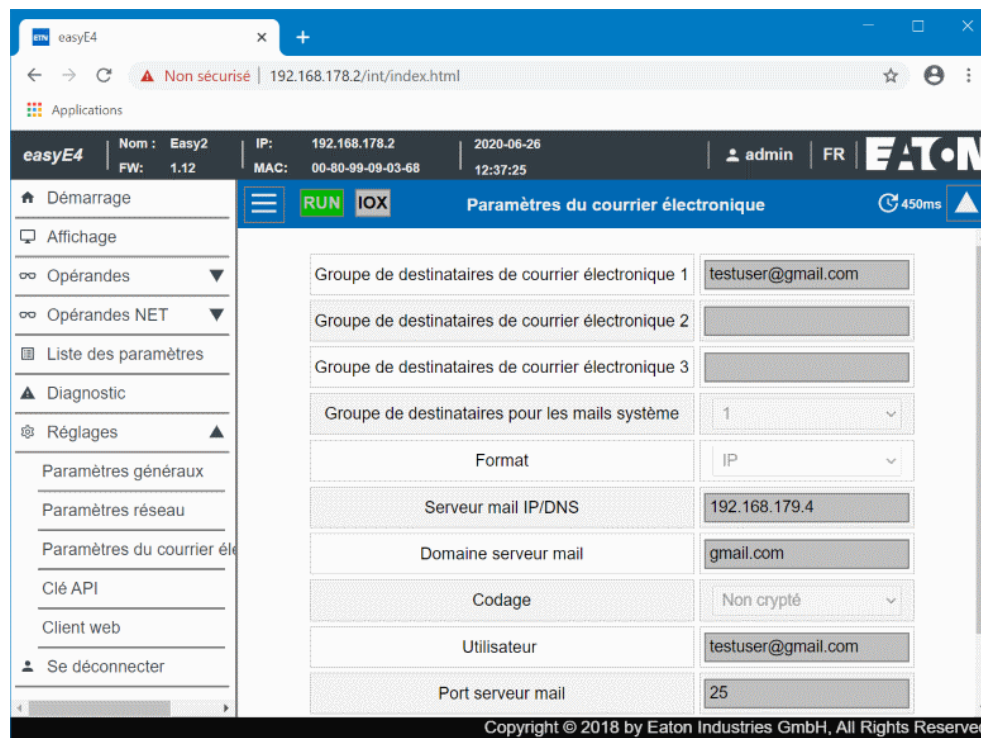 ETN easyE4
Non sécurisé 192.168.178.2/int/index.html
Applications
easyE4 Nom : Easy2 IP: 192.168.178.2 2020-06-26 admin FR EATON
FW: 1.12 MAC: 00-80-99-09-03-68 12:37:25
Démarrage
Affichage
Opérandes
Opérandes NET
Liste des paramètres
Diagnostic
Réglages
Paramètres généraux
Paramètres réseau
Paramètres du courrier éle
Clé API
Client web
Se déconnecter
RUN IOX Paramètres du courrier électronique 450ms
Groupe de destinataires de courrier électronique 1 testuser@gmail.com
Groupe de destinataires de courrier électronique 2
Groupe de destinataires de courrier électronique 3
Groupe de destinataires pour les mails système 1
Format IP
Serveur mail IP/DNS 192.168.179.4
Domaine serveur mail gmail.com
Codage Non crypté
Utilisateur testuser@gmail.com
Port serveur mail 25
Copyright © 2018 by Eaton Industries GmbH, All Rights Reserved